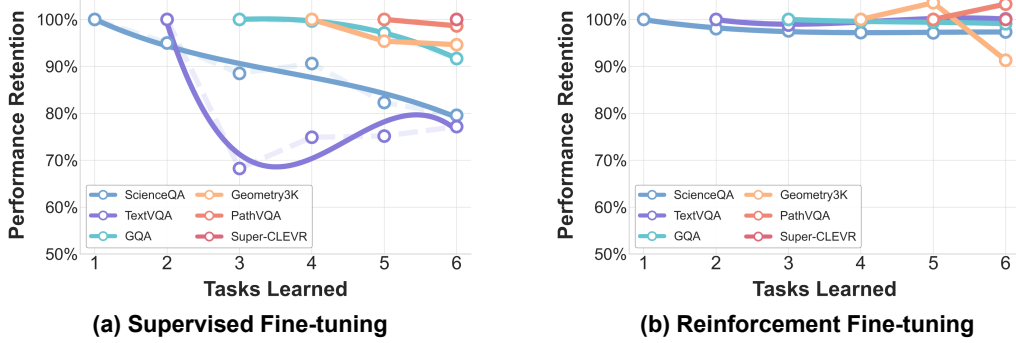 Performance Retention
100%
90%
80%
70%
60%
50%
ScienceQA
TextVQA
GQA
Geometry3K
PathVQA
Super-CLEVR
1 2 3 4 5 6
Tasks Learned
(a) Supervised Fine-tuning
Performance Retention
100%
90%
80%
70%
60%
50%
ScienceQA
TextVQA
GQA
Geometry3K
PathVQA
Super-CLEVR
1 2 3 4 5 6
Tasks Learned
(b) Reinforcement Fine-tuning